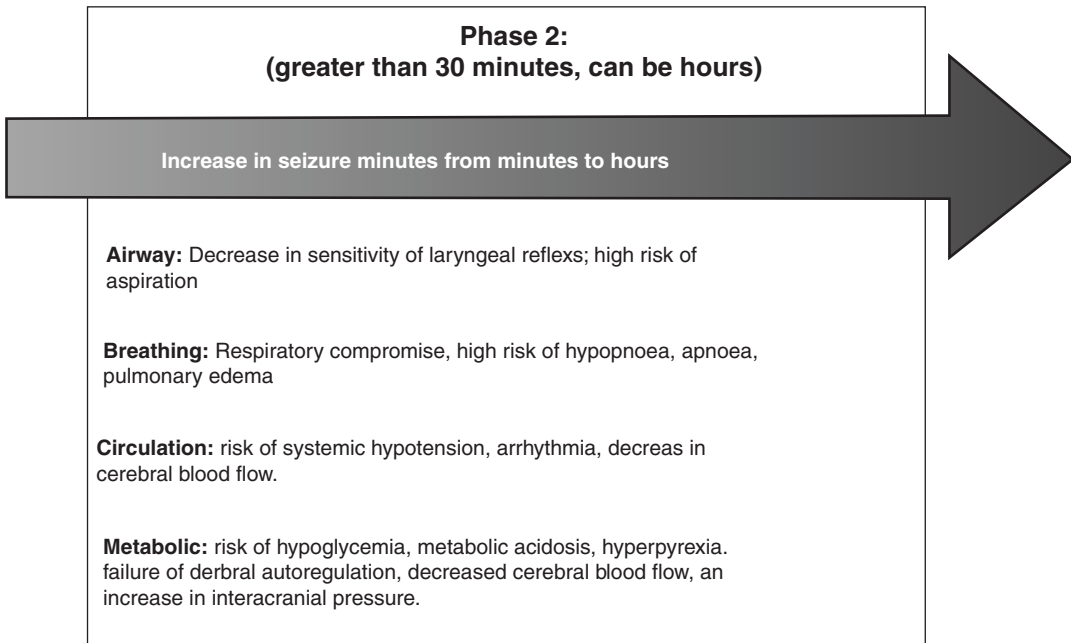 Phase 2:
(greater than 30 minutes, can be hours)
Increase in seizure minutes from minutes to hours
Airway: Decrease in sensitivity of laryngeal reflexs; high risk of
aspiration
Breathing: Respiratory compromise, high risk of hypopnoea, apnoea,
pulmonary edema
Circulation: risk of systemic hypotension, arrhythmia, decreas in
cerebral blood flow.
Metabolic: risk of hypoglycemia, metabolic acidosis, hyperpyrexia.
failure of derbral autoregulation, decreased cerebral blood flow, an
increase in interacranial pressure.